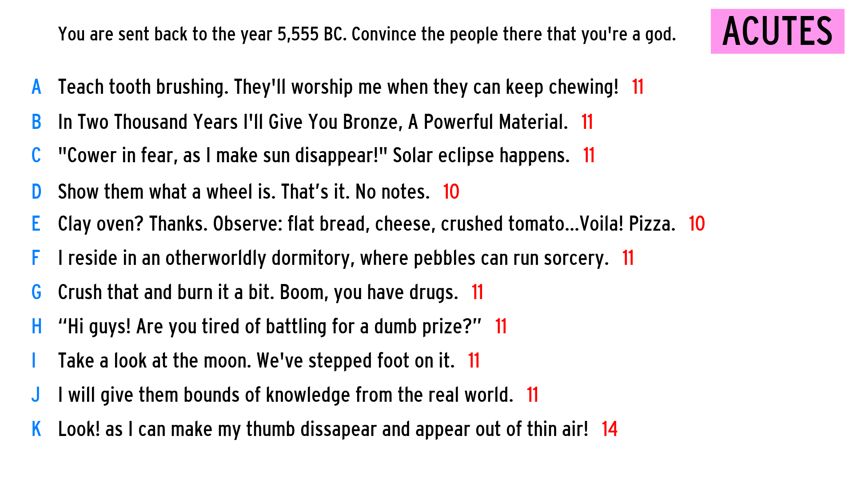 You are sent back to the year 5,555 BC. Convince the people there that you're a god.
ACUTES
A Teach tooth brushing. They'll worship me when they can keep chewing! 11
B In Two Thousand Years I'll Give You Bronze, A Powerful Material. 11
C "Cower in fear, as I make sun disappear!" Solar eclipse happens. 11
D Show them what a wheel is. That’s it. No notes. 10
E Clay oven? Thanks. Observe: flat bread, cheese, crushed tomato...Voila! Pizza. 10
F I reside in an otherworldly dormitory, where pebbles can run sorcery. 11
G Crush that and burn it a bit. Boom, you have drugs. 11
H “Hi guys! Are you tired of battling for a dumb prize?” 11
I Take a look at the moon. We've stepped foot on it. 11
J I will give them bounds of knowledge from the real world. 11
K Look! as I can make my thumb dissapear and appear out of thin air! 14